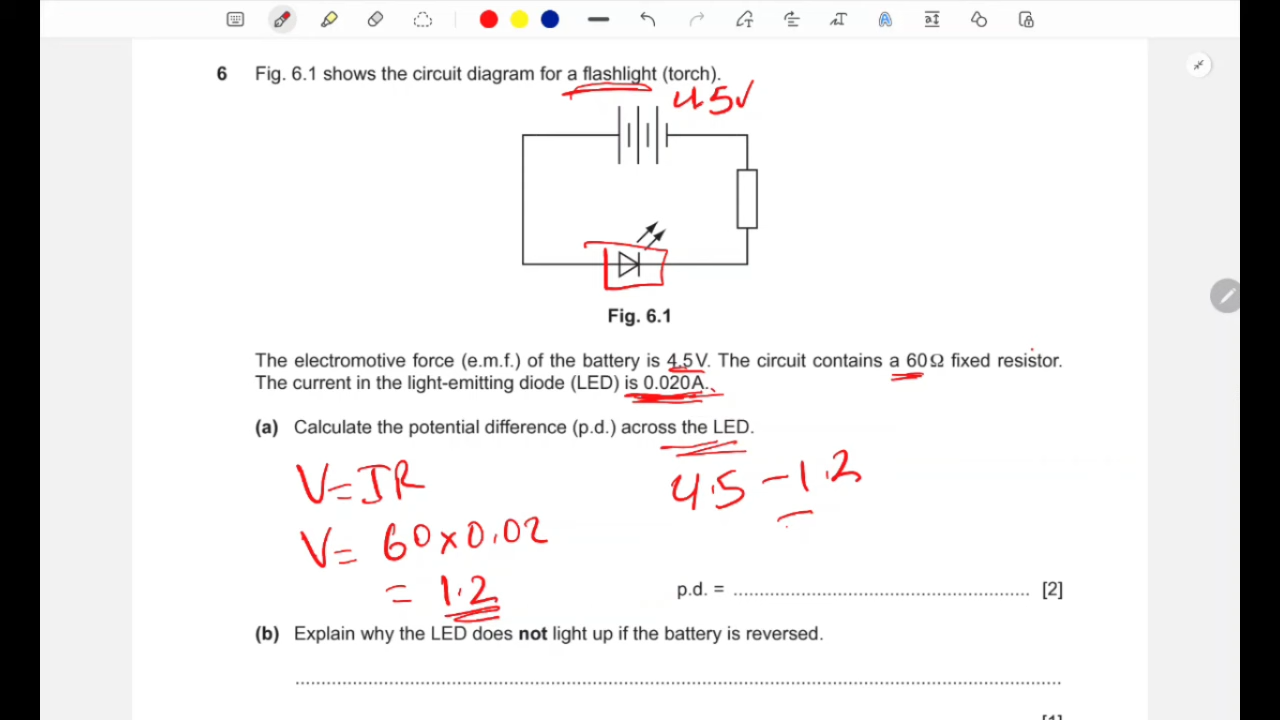 6 Fig. 6.1 shows the circuit diagram for a flashlight (torch).
4.5V
Fig. 6.1
The electromotive force (e.m.f.) of the battery is 4.5V. The circuit contains a 60Ω fixed resistor.
The current in the light-emitting diode (LED) is 0.020A.
(a) Calculate the potential difference (p.d.) across the LED.
V=IR
4.5 - 1.2
V= 60×0.02
= 1.2
p.d. = ................................................................ [2]
(b) Explain why the LED does not light up if the battery is reversed.
....................................................................................................................................................